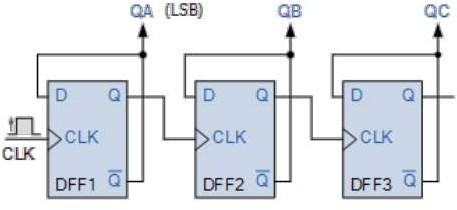 QA (LSB) QB QC
D Q D Q D Q
CLK CLK CLK
CLK
DFF1 Q̅ DFF2 Q̅ DFF3 Q̅